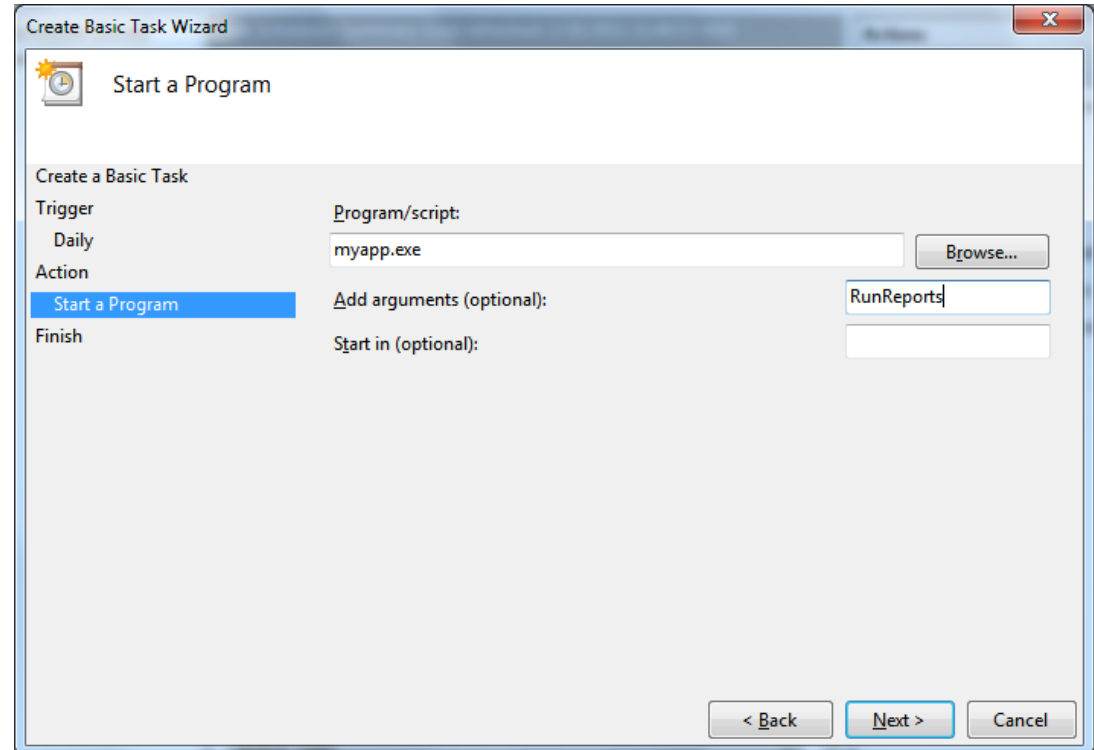 Create Basic Task Wizard
Start a Program
Create a Basic Task
Trigger
Daily
Action
Start a Program
Finish
Program/script:
myapp.exe
Browse...
Add arguments (optional):
RunReports
Start in (optional):
< Back
Next >
Cancel